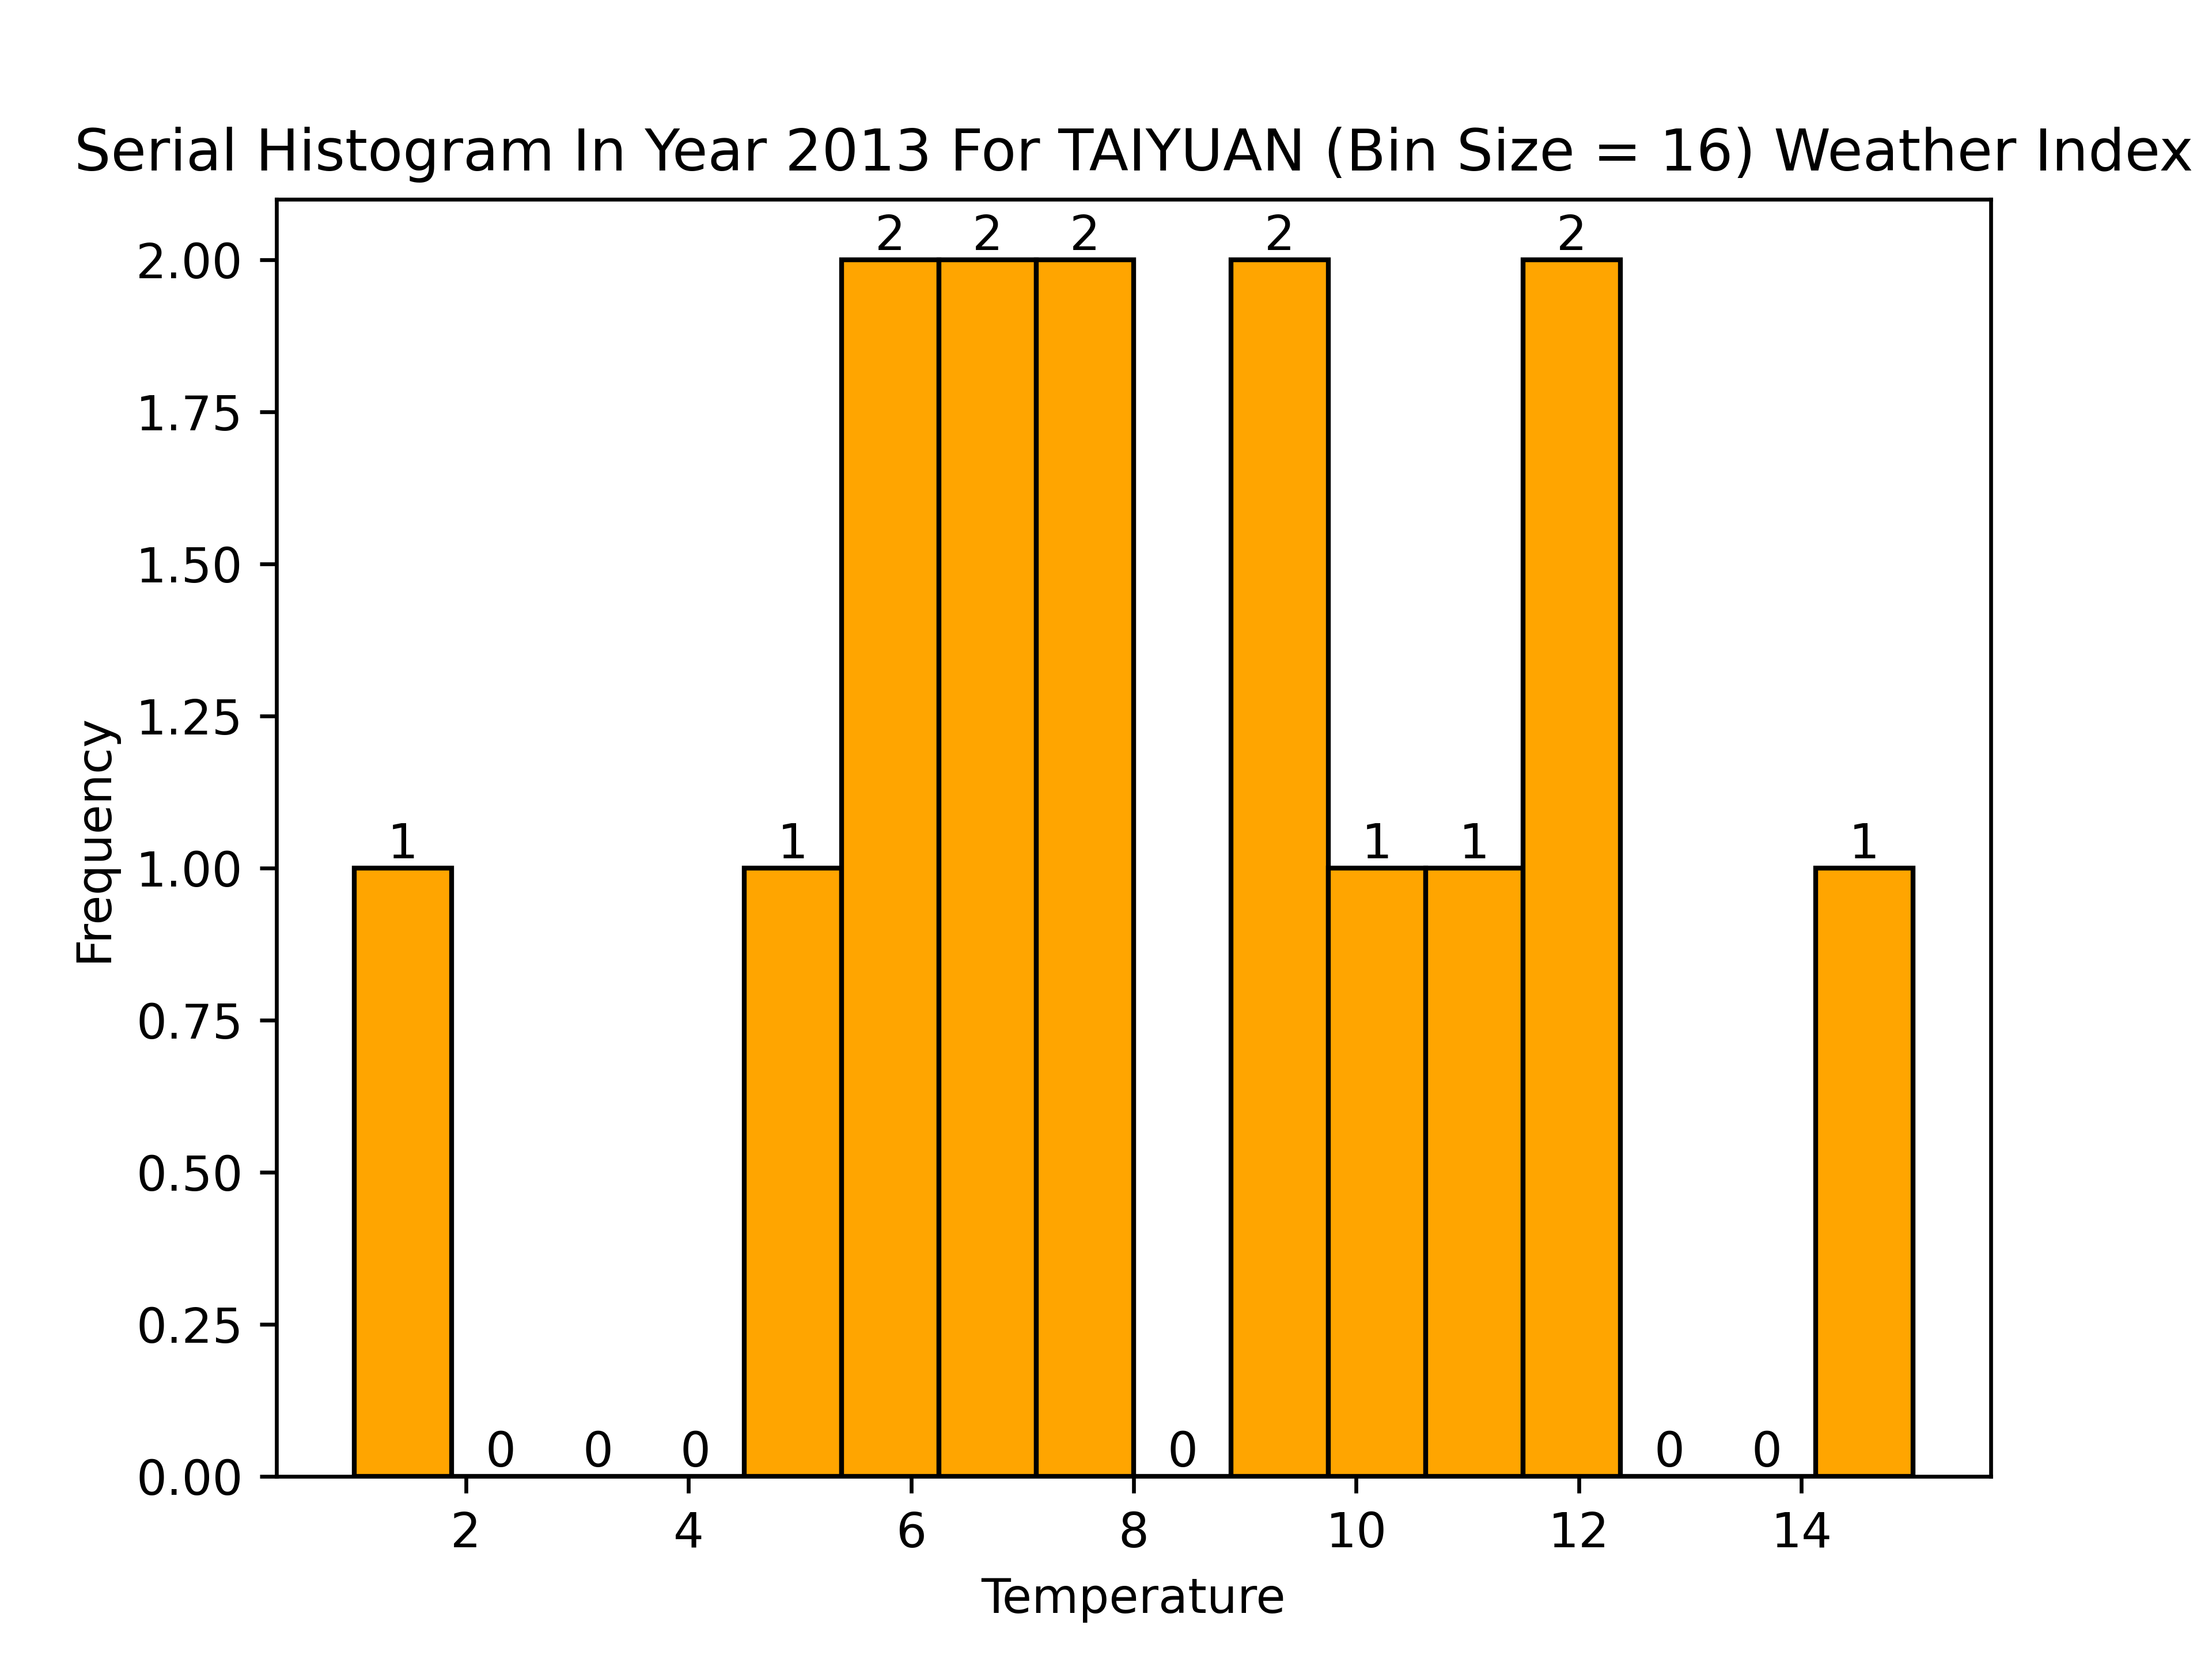 Serial Histogram In Year 2013 For TAIYUAN (Bin Size = 16) Weather Index
2 2 2 2 2
2.00
1.75
1.50
1.25
1 1 1 1 1
1.00
0.75
0.50
0.25
0 0 0 0 0 0
0.00
Frequency
2 4 6 8 10 12 14
Temperature